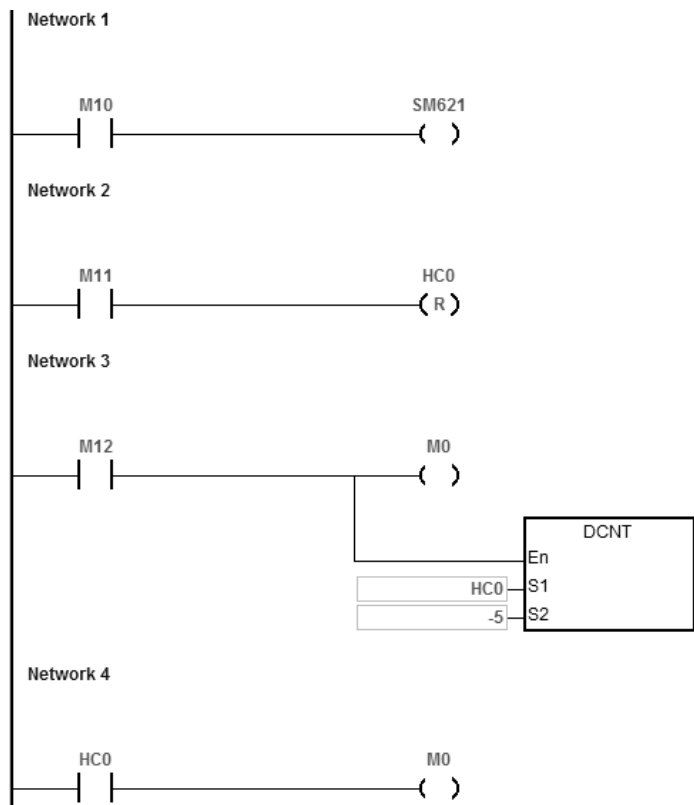 Network 1
M10 SM621
Network 2
M11 HC0
R
Network 3
M12 M0
DCNT
En
HC0 S1
-5 S2
Network 4
HC0 M0